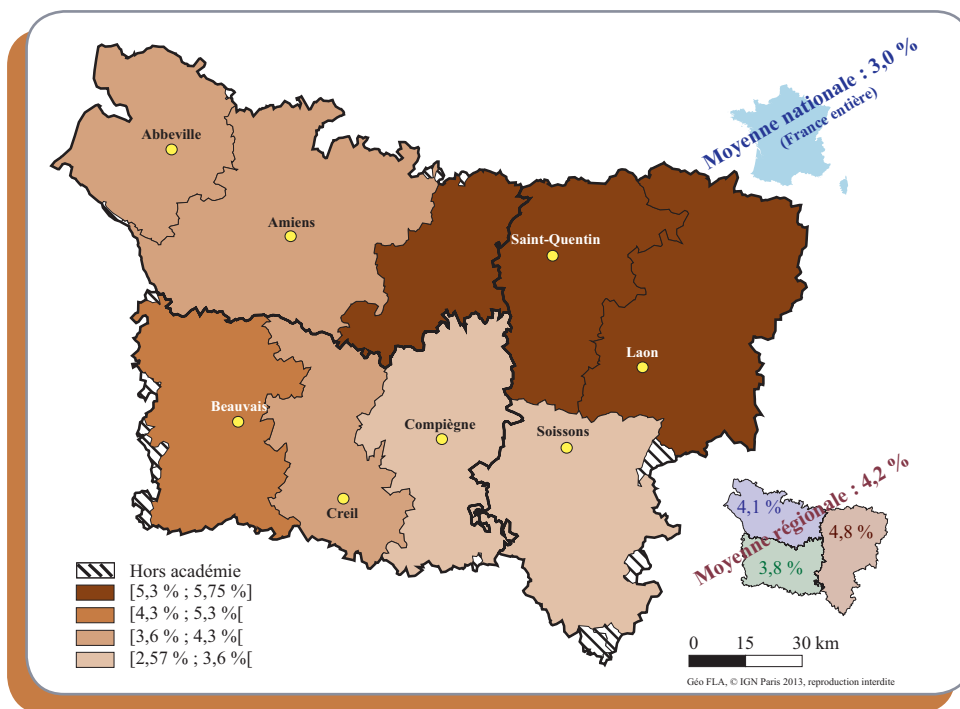 Moyenne nationale : 3,0 %
(France entière)
Abbeville
Amiens
Saint-Quentin
Laon
Beauvais
Compiègne
Soissons
Creil
Moyenne régionale : 4,2 %
4,1 %
4,8 %
3,8 %
Hors académie
[5,3 % ; 5,75 %]
[4,3 % ; 5,3 %[
[3,6 % ; 4,3 %[
[2,57 % ; 3,6 %[
0 15 30 km
Géo FLA, © IGN Paris 2013, reproduction interdite